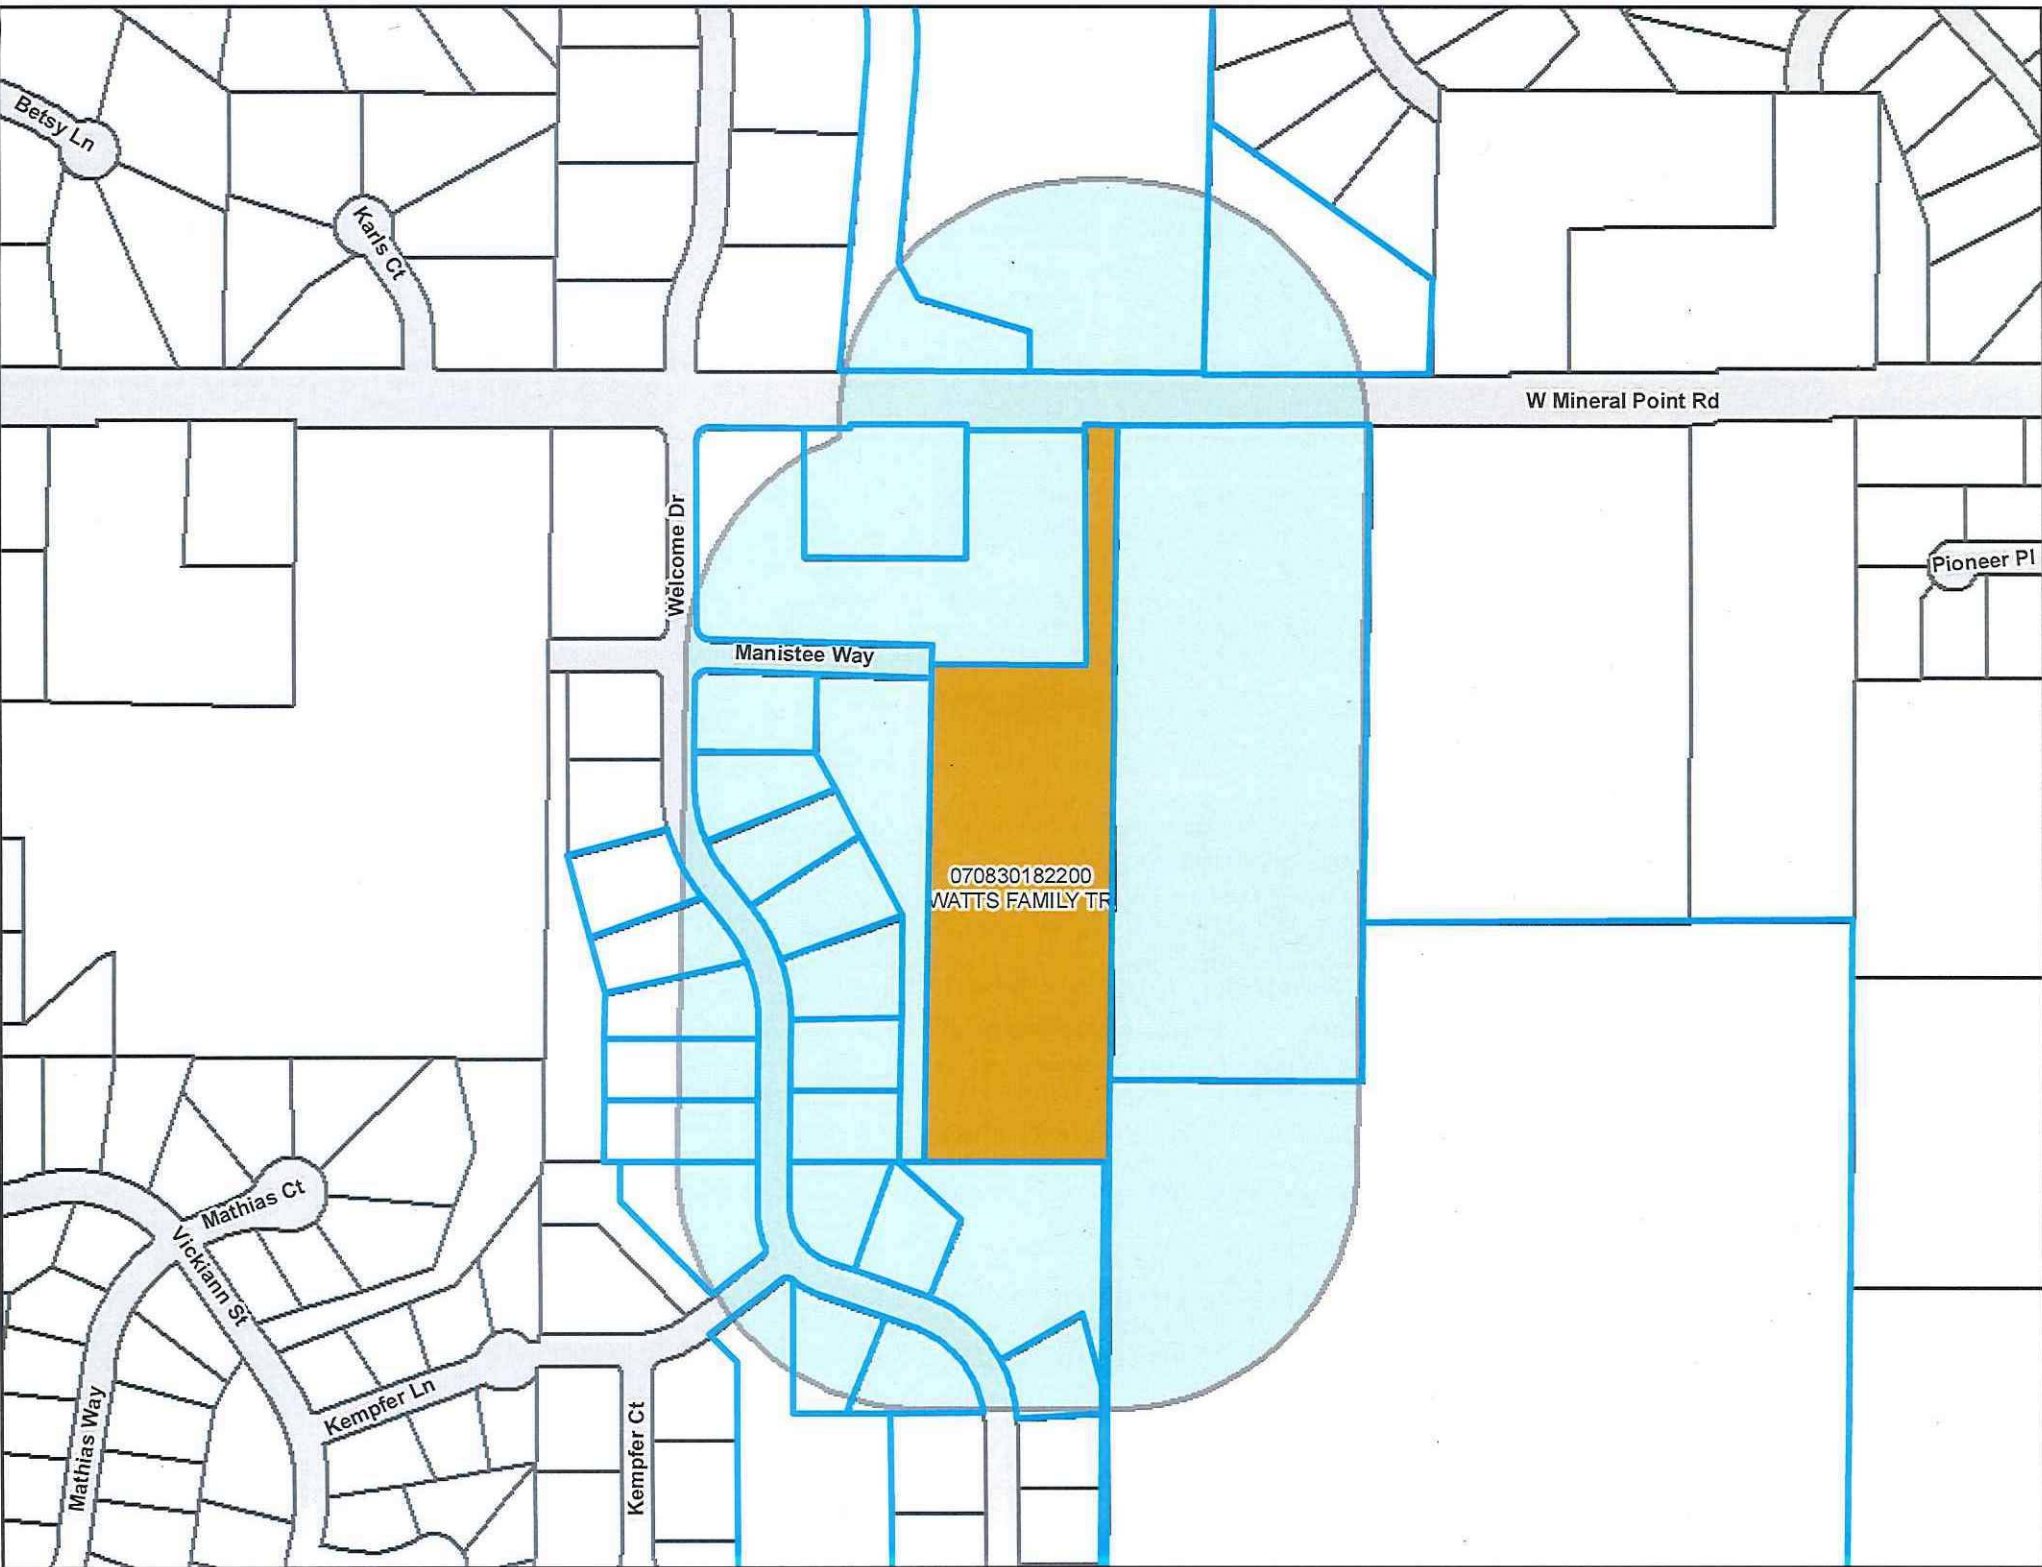 Betsy Ln
Karls Ct
W Mineral Point Rd
Welcome Dr
Pioneer Pl
Manistee Way
070830182200
WATTS FAMILY TR
Mathias Ct
Vickiann St
Kempfer Ln
Mathias Way
Kempfer Ct